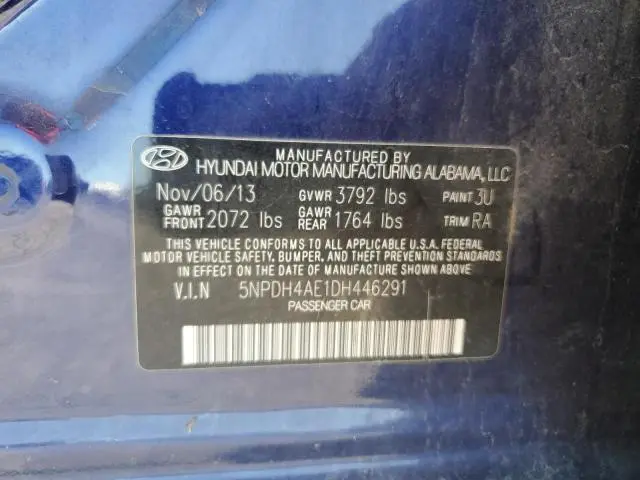 MANUFACTURED BY
HYUNDAI MOTOR MANUFACTURING ALABAMA, LLC
Nov/06/13 GVWR 3792 lbs PAINT 3U
GAWR FRONT 2072 lbs GAWR REAR 1764 lbs TRIM RA
THIS VEHICLE CONFORMS TO ALL APPLICABLE U.S.A. FEDERAL
MOTOR VEHICLE SAFETY, BUMPER, AND THEFT PREVENTION STANDARDS
IN EFFECT ON THE DATE OF MANUFACTURE SHOWN ABOVE
V.I.N 5NPDH4AE1DH446291
PASSENGER CAR